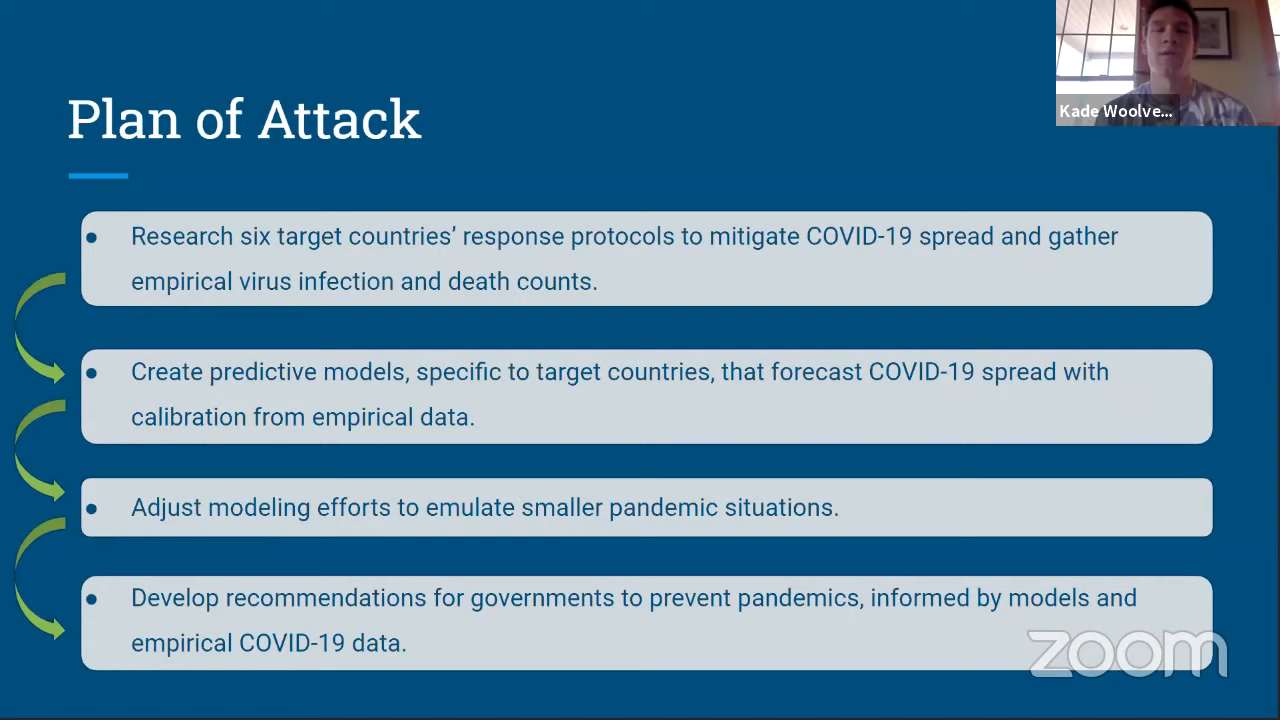 Plan of Attack
Kade Woolve...
● Research six target countries’ response protocols to mitigate COVID-19 spread and gather
empirical virus infection and death counts.
● Create predictive models, specific to target countries, that forecast COVID-19 spread with
calibration from empirical data.
● Adjust modeling efforts to emulate smaller pandemic situations.
● Develop recommendations for governments to prevent pandemics, informed by models and
empirical COVID-19 data.
zoom